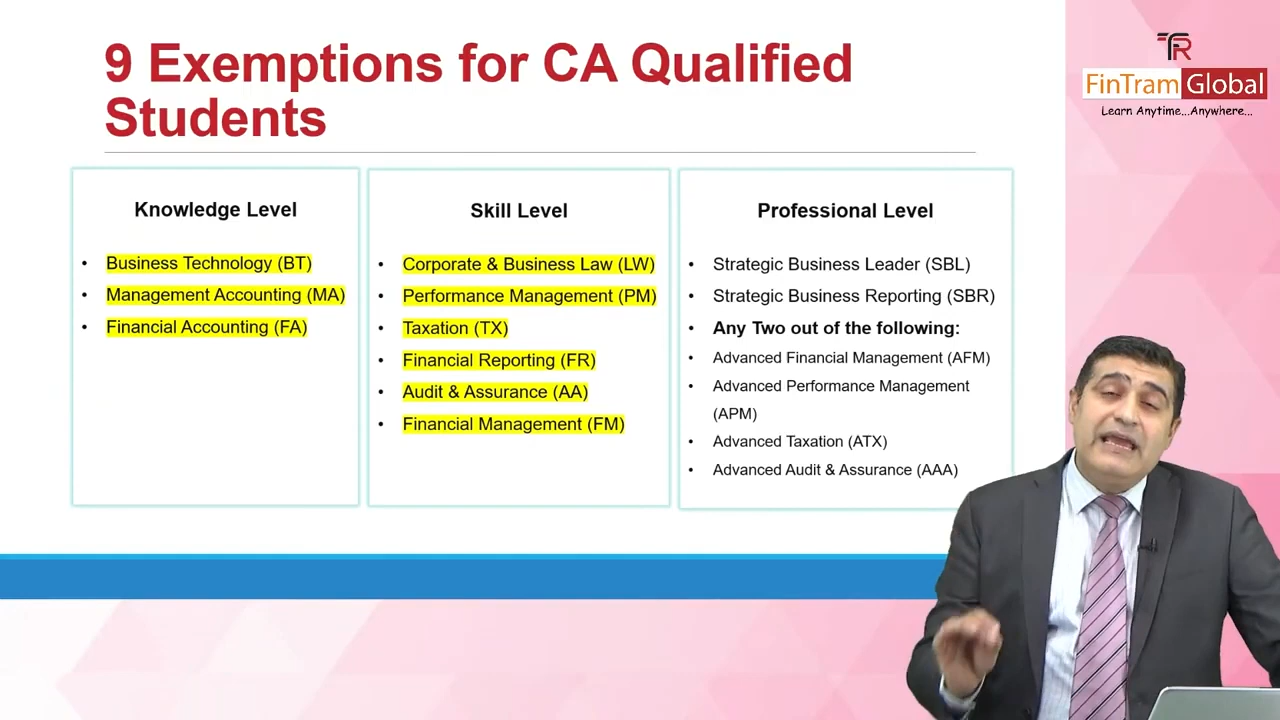 9 Exemptions for CA Qualified
Students
TR
FinTram Global
Learn Anytime...Anywhere...
Knowledge Level
• Business Technology (BT)
• Management Accounting (MA)
• Financial Accounting (FA)
Skill Level
• Corporate & Business Law (LW)
• Performance Management (PM)
• Taxation (TX)
• Financial Reporting (FR)
• Audit & Assurance (AA)
• Financial Management (FM)
Professional Level
• Strategic Business Leader (SBL)
• Strategic Business Reporting (SBR)
• Any Two out of the following:
• Advanced Financial Management (AFM)
• Advanced Performance Management
(APM)
• Advanced Taxation (ATX)
• Advanced Audit & Assurance (AAA)